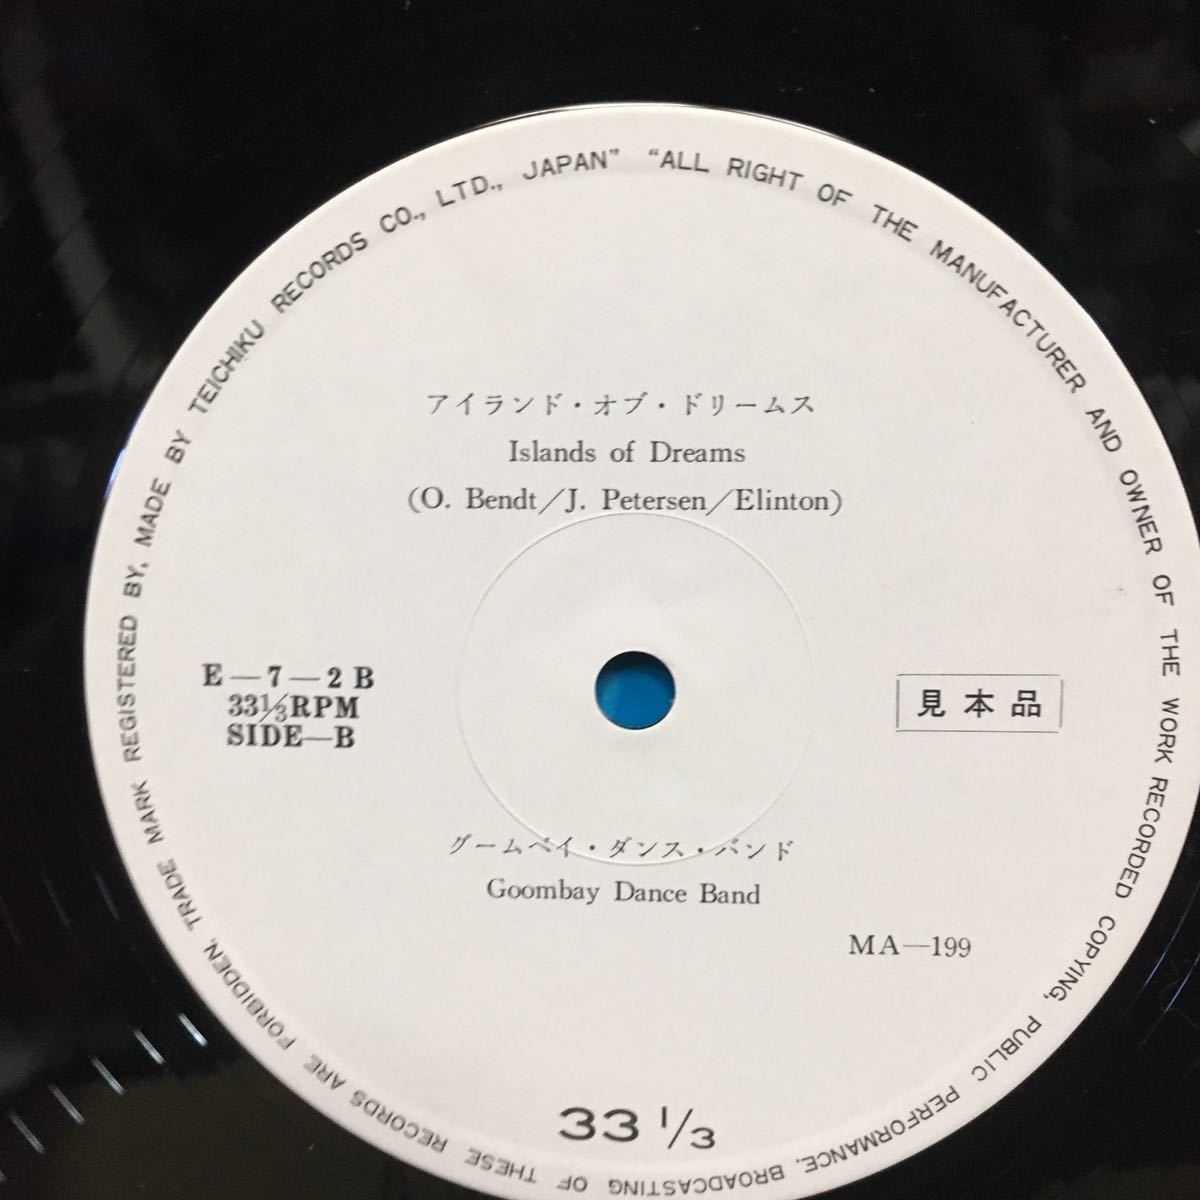 アイランド・オブ・ドリームス
Islands of Dreams
(O. Bendt/J. Petersen/Elinton)
E—7—2B
33⅓RPM
SIDE—B
見本品
グームベイ・ダンス・バンド
Goombay Dance Band
MA—199
33 ⅓
"ALL RIGHT OF THE MANUFACTURER AND OWNER OF THE WORK RECORDED COPYING, PUBLIC PERFORMANCE, BROADCASTING OF THESE RECORDS ARE FORBIDDEN, TRADE MARK REGISTERED BY, MADE BY TEICHIKU RECORDS CO., LTD., JAPAN"